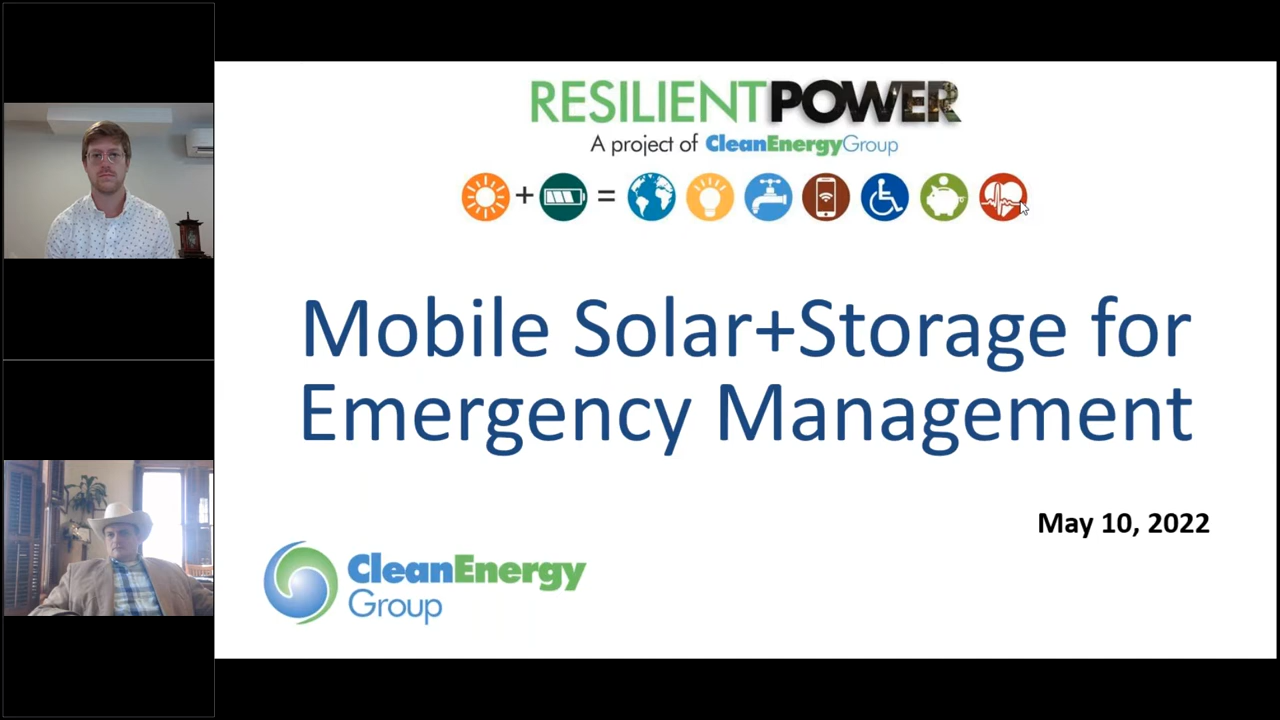 RESILIENTPOWER
A project of CleanEnergyGroup
+ =
Mobile Solar+Storage for
Emergency Management
May 10, 2022
CleanEnergy
Group